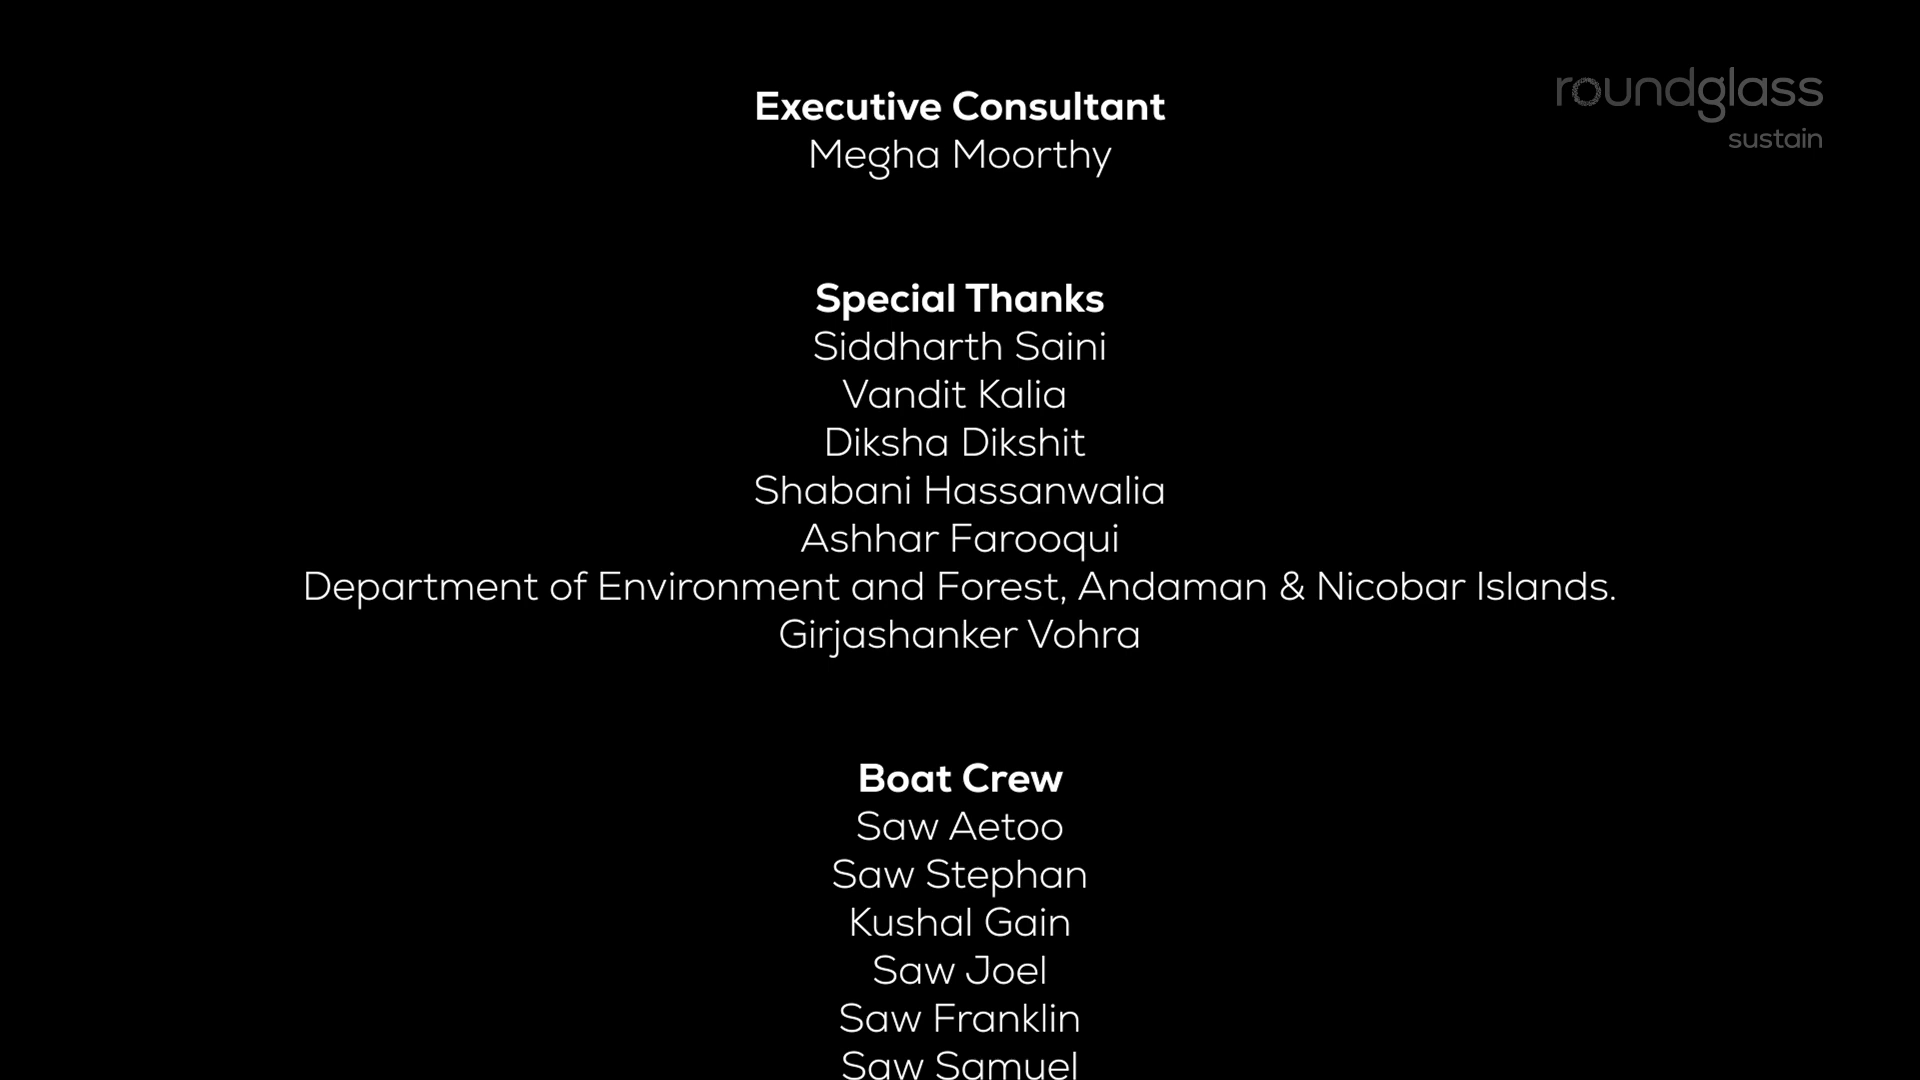 roundglass
sustain
Executive Consultant
Megha Moorthy
Special Thanks
Siddharth Saini
Vandit Kalia
Diksha Dikshit
Shabani Hassanwalia
Ashhar Farooqui
Department of Environment and Forest, Andaman & Nicobar Islands.
Girjashanker Vohra
Boat Crew
Saw Aetoo
Saw Stephan
Kushal Gain
Saw Joel
Saw Franklin
Saw Samuel